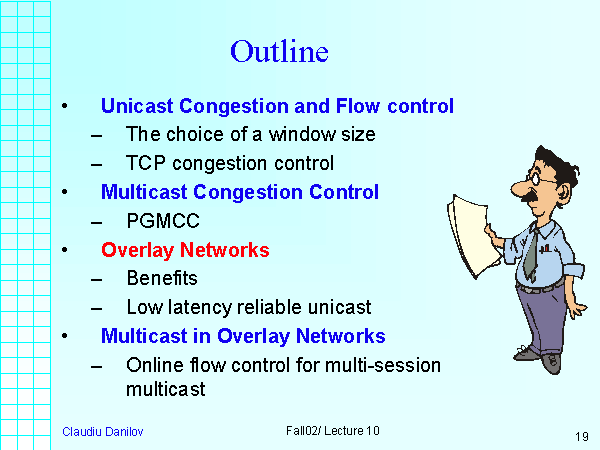 Outline
• Unicast Congestion and Flow control
– The choice of a window size
– TCP congestion control
• Multicast Congestion Control
– PGMCC
• Overlay Networks
– Benefits
– Low latency reliable unicast
• Multicast in Overlay Networks
– Online flow control for multi-session
multicast
Claudiu Danilov
Fall02/ Lecture 10
19